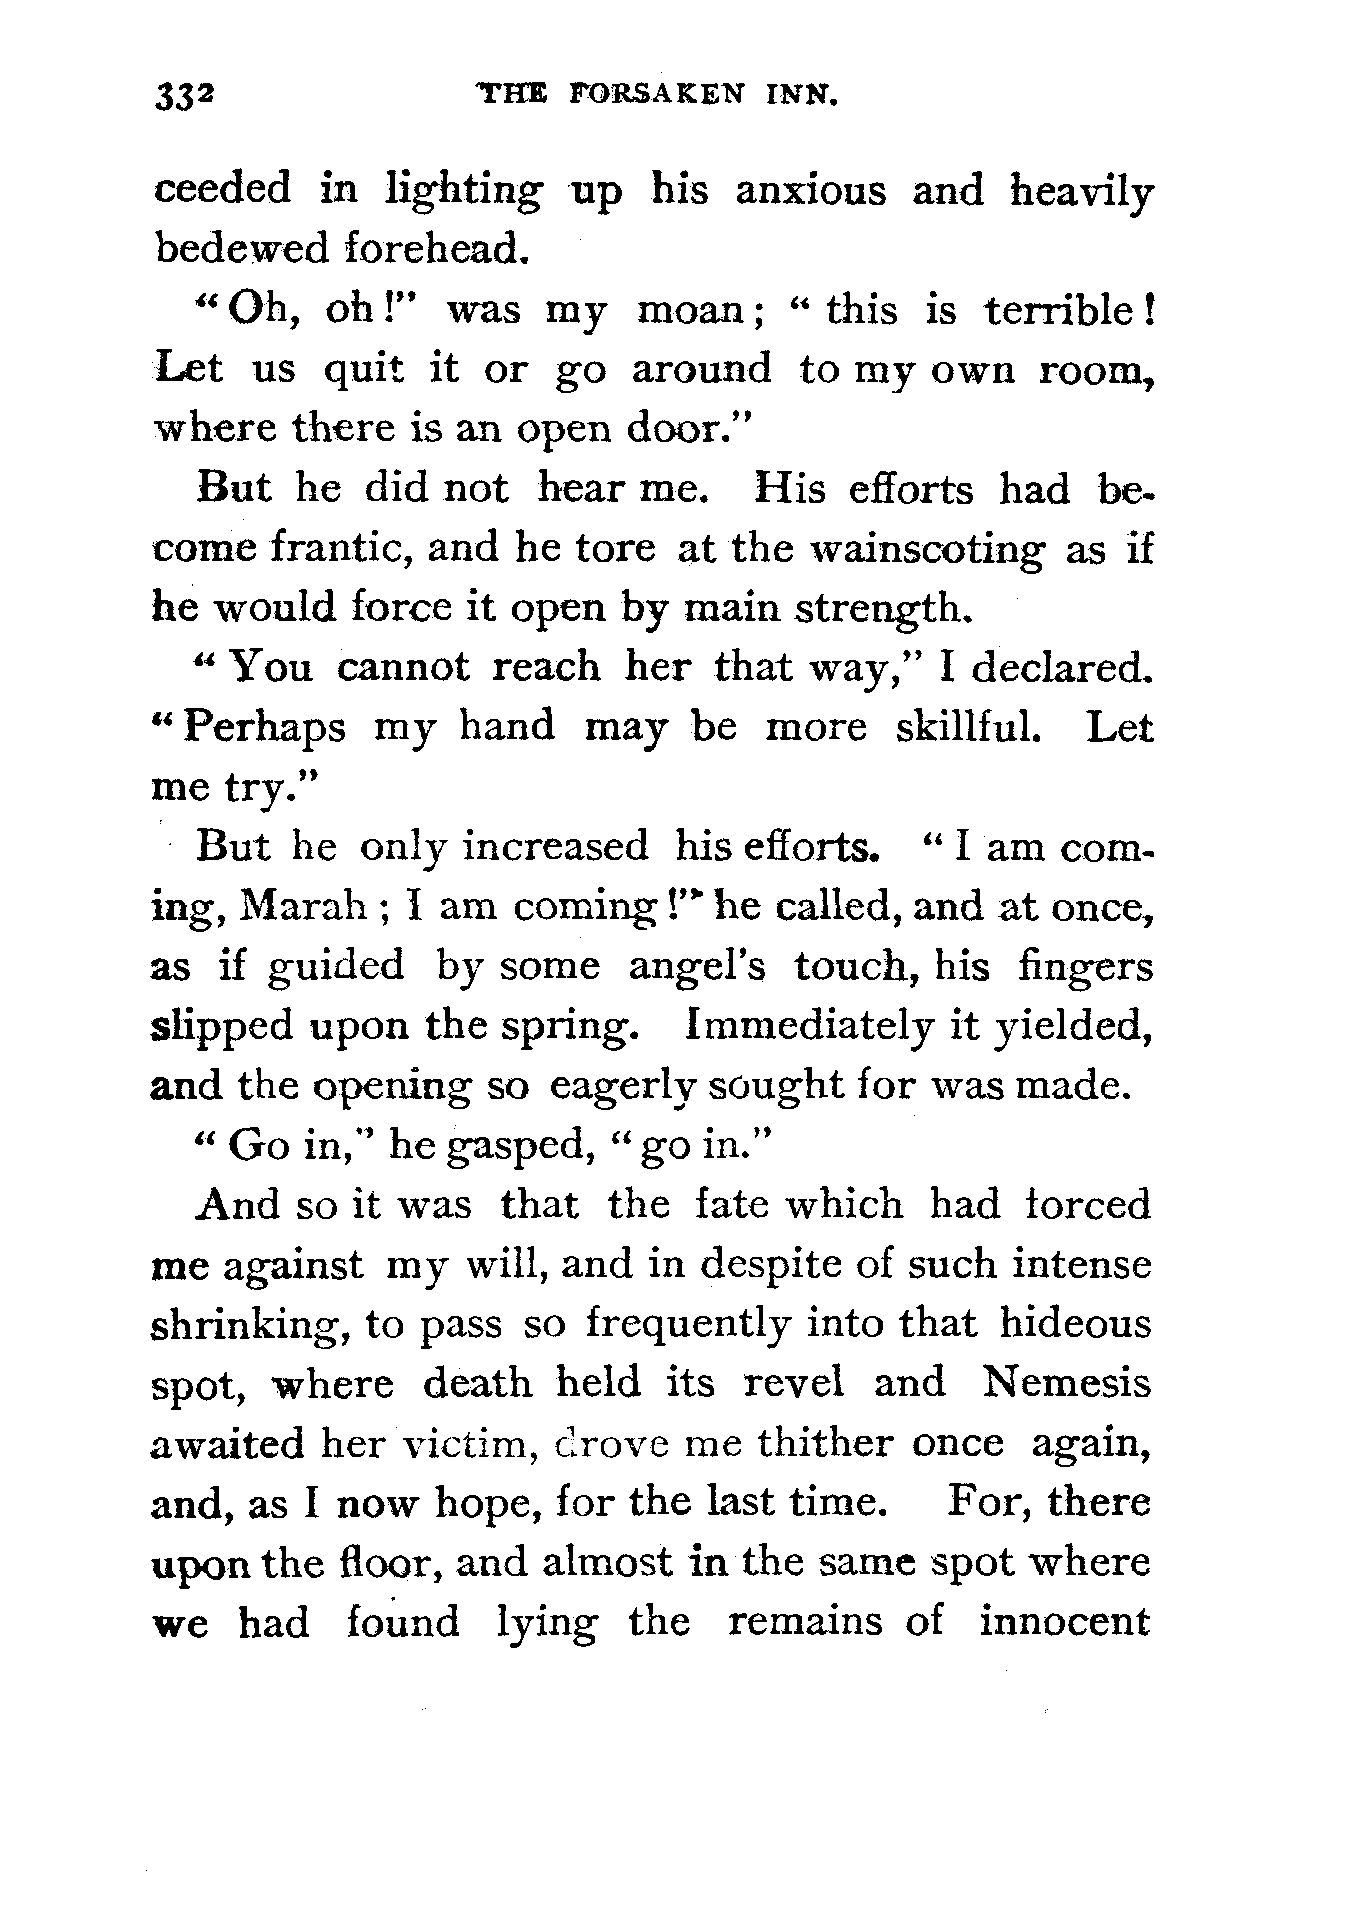 332 THE FORSAKEN INN.
ceeded in lighting up his anxious and heavily
bedewed forehead.
“Oh, oh!” was my moan; “this is terrible!
Let us quit it or go around to my own room,
where there is an open door.”
But he did not hear me. His efforts had be-
come frantic, and he tore at the wainscoting as if
he would force it open by main strength.
“You cannot reach her that way,” I declared.
“Perhaps my hand may be more skillful. Let
me try.”
But he only increased his efforts. “I am com-
ing, Marah; I am coming!” he called, and at once,
as if guided by some angel's touch, his fingers
slipped upon the spring. Immediately it yielded,
and the opening so eagerly sought for was made.
“Go in,” he gasped, “go in.”
And so it was that the fate which had forced
me against my will, and in despite of such intense
shrinking, to pass so frequently into that hideous
spot, where death held its revel and Nemesis
awaited her victim, drove me thither once again,
and, as I now hope, for the last time. For, there
upon the floor, and almost in the same spot where
we had found lying the remains of innocent